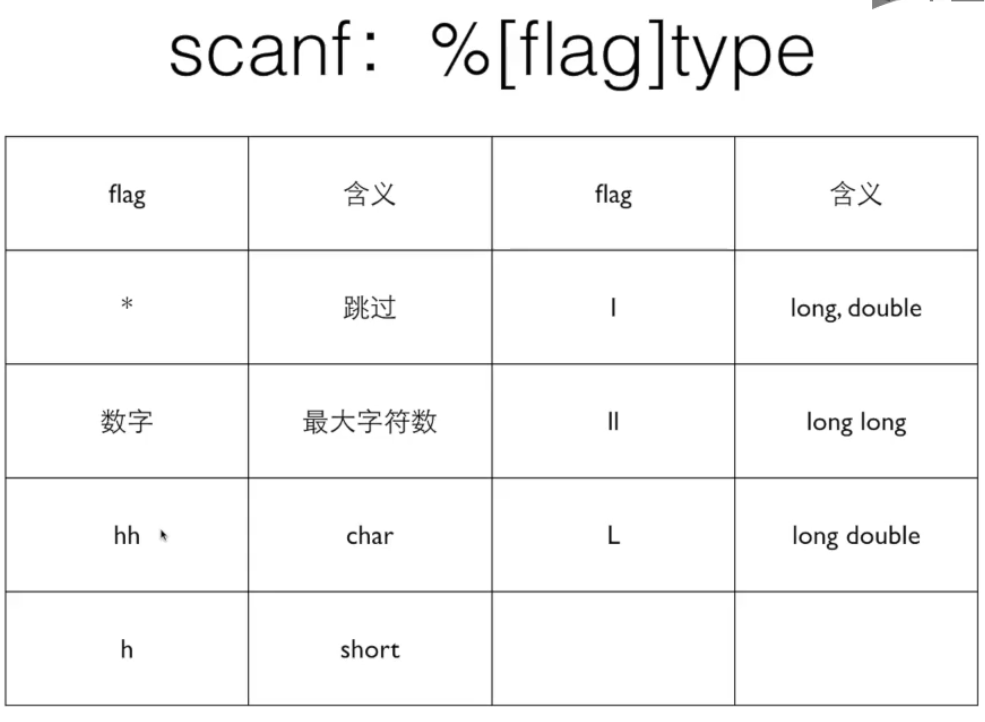 scanf: %[flag]type
flag 含义 flag 含义
* 跳过 l long, double
数字 最大字符数 ll long long
hh char L long double
h short